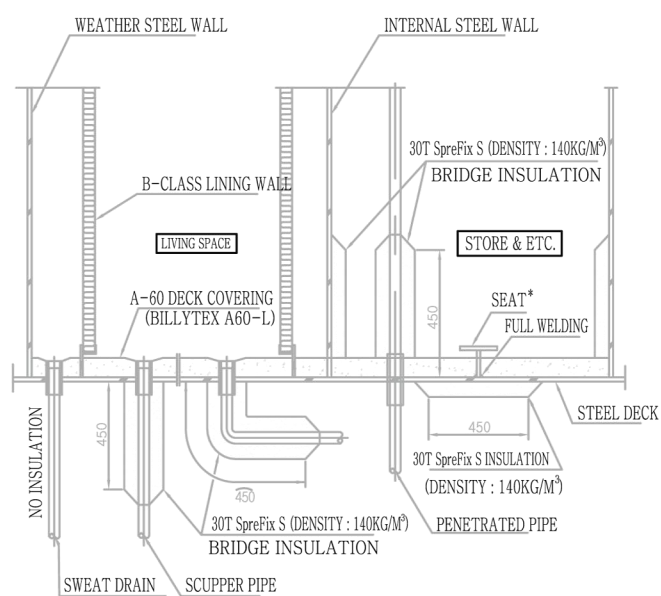 WEATHER STEEL WALL
INTERNAL STEEL WALL
30T SpreFix S (DENSITY : 140KG/M³)
BRIDGE INSULATION
B-CLASS LINING WALL
LIVING SPACE
STORE & ETC.
A-60 DECK COVERING
(BILLYTEX A60-L)
450
SEAT*
FULL WELDING
STEEL DECK
NO INSULATION
450
450
450
30T SpreFix S INSULATION
(DENSITY : 140KG/M³)
30T SpreFix S (DENSITY : 140KG/M³)
BRIDGE INSULATION
PENETRATED PIPE
SWEAT DRAIN
SCUPPER PIPE